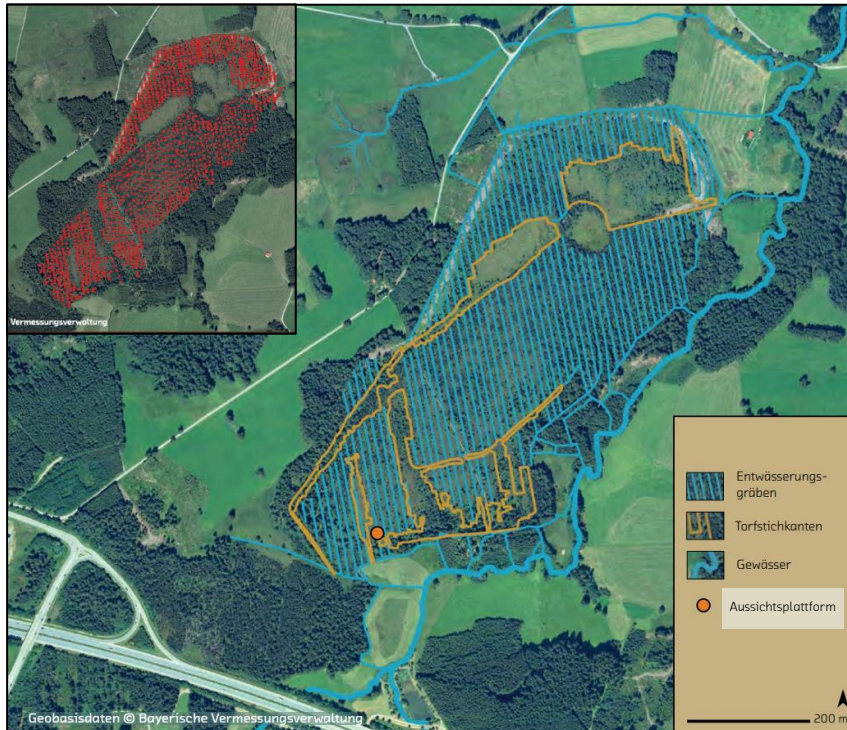 Vermessungsverwaltung
Entwässerungs-
gräben
Torfstichkanten
Gewässer
Aussichtsplattform
200 m
Geobasisdaten © Bayerische Vermessungsverwaltung